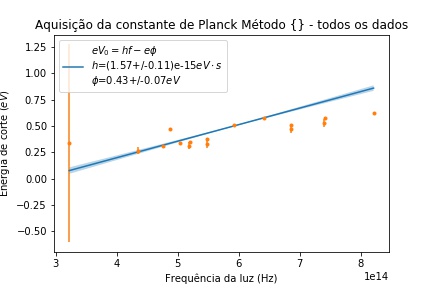 Aquisição da constante de Planck Método {} - todos os dados
eV₀ = hf − eϕ
h=(1.57+/-0.11)e-15eV · s
ϕ=0.43+/-0.07eV
Energia de corte (eV)
1.25
1.00
0.75
0.50
0.25
0.00
−0.25
−0.50
3 4 5 6 7 8
1e14
Frequência da luz (Hz)